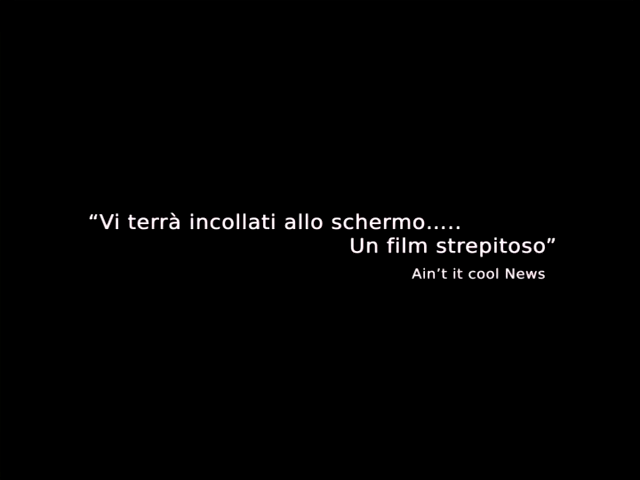 “Vi terrà incollati allo schermo.....
Un film strepitoso”
Ain’t it cool News